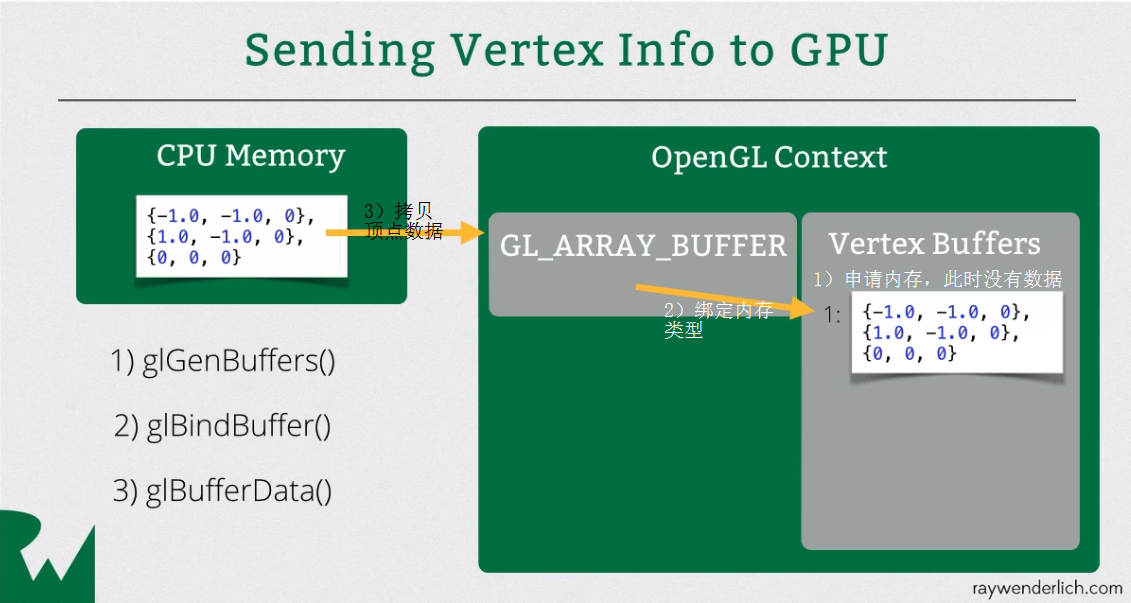 Sending Vertex Info to GPU
CPU Memory
{-1.0, -1.0, 0},
{1.0, -1.0, 0},
{0, 0, 0}
3）拷贝
顶点数据
1) glGenBuffers()
2) glBindBuffer()
3) glBufferData()
OpenGL Context
GL_ARRAY_BUFFER
2）绑定内存
类型
Vertex Buffers
1）申请内存，此时没有数据
1:
{-1.0, -1.0, 0},
{1.0, -1.0, 0},
{0, 0, 0}
raywenderlich.com